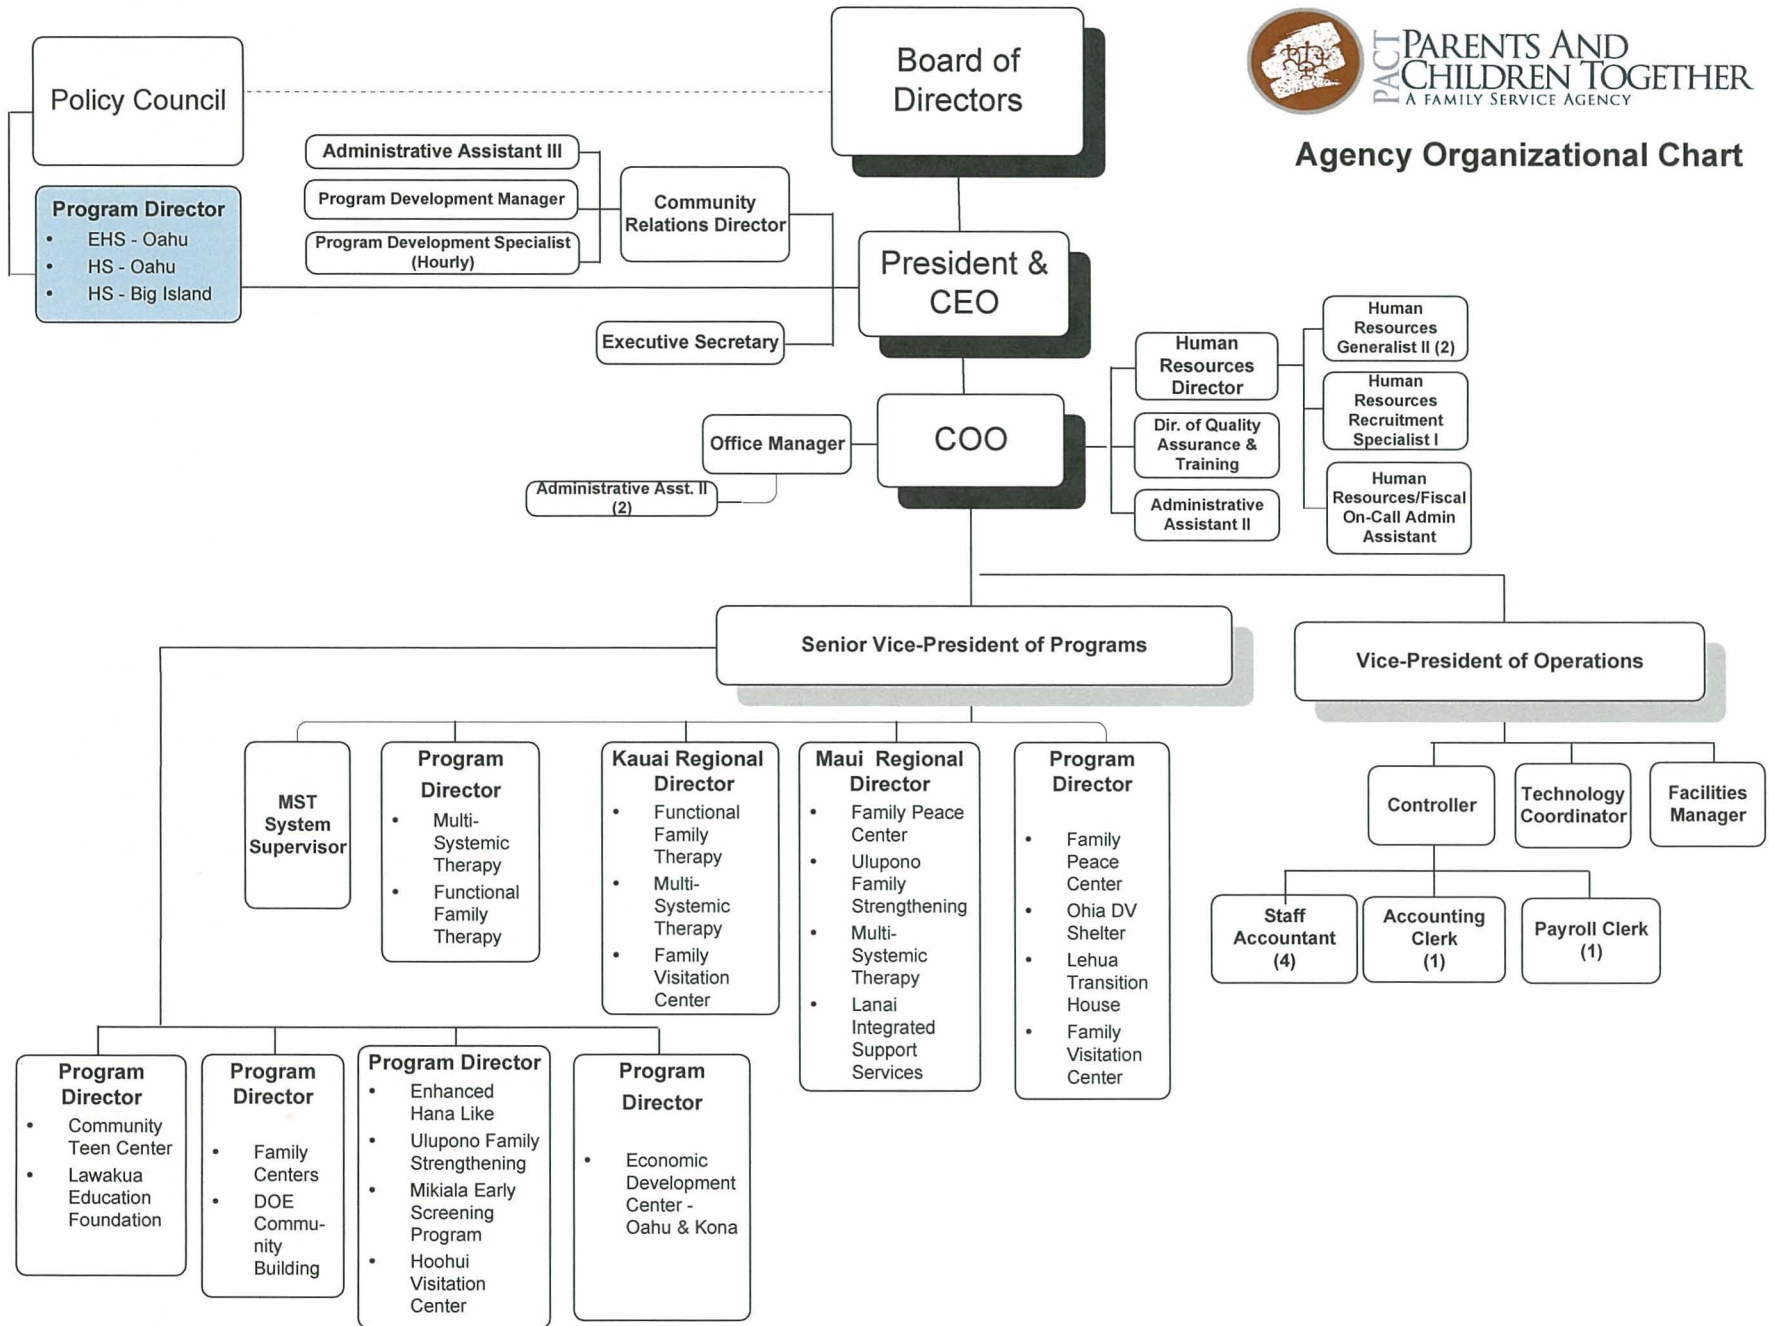 PACT
PARENTS AND
CHILDREN TOGETHER
A FAMILY SERVICE AGENCY
Agency Organizational Chart
Board of
Directors
Policy Council
Program Director
• EHS - Oahu
• HS - Oahu
• HS - Big Island
Administrative Assistant III
Program Development Manager
Program Development Specialist
(Hourly)
Community
Relations Director
President &
CEO
Executive Secretary
COO
Office Manager
Administrative Asst. II
(2)
Human
Resources
Director
Dir. of Quality
Assurance &
Training
Administrative
Assistant II
Human
Resources
Generalist II (2)
Human
Resources
Recruitment
Specialist I
Human
Resources/Fiscal
On-Call Admin
Assistant
Senior Vice-President of Programs
Vice-President of Operations
MST
System
Supervisor
Program
Director
• Multi-
Systemic
Therapy
• Functional
Family
Therapy
Kauai Regional
Director
• Functional
Family
Therapy
• Multi-
Systemic
Therapy
• Family
Visitation
Center
Maui Regional
Director
• Family Peace
Center
• Ulupono
Family
Strengthening
• Multi-
Systemic
Therapy
• Lanai
Integrated
Support
Services
Program
Director
• Family
Peace
Center
• Ohia DV
Shelter
• Lehua
Transition
House
• Family
Visitation
Center
Controller
Technology
Coordinator
Facilities
Manager
Staff
Accountant
(4)
Accounting
Clerk
(1)
Payroll Clerk
(1)
Program
Director
• Community
Teen Center
• Lawakua
Education
Foundation
Program
Director
• Family
Centers
• DOE
Commu-
nity
Building
Program Director
• Enhanced
Hana Like
• Ulupono Family
Strengthening
• Mikiala Early
Screening
Program
• Hoohui
Visitation
Center
Program
Director
• Economic
Development
Center -
Oahu & Kona